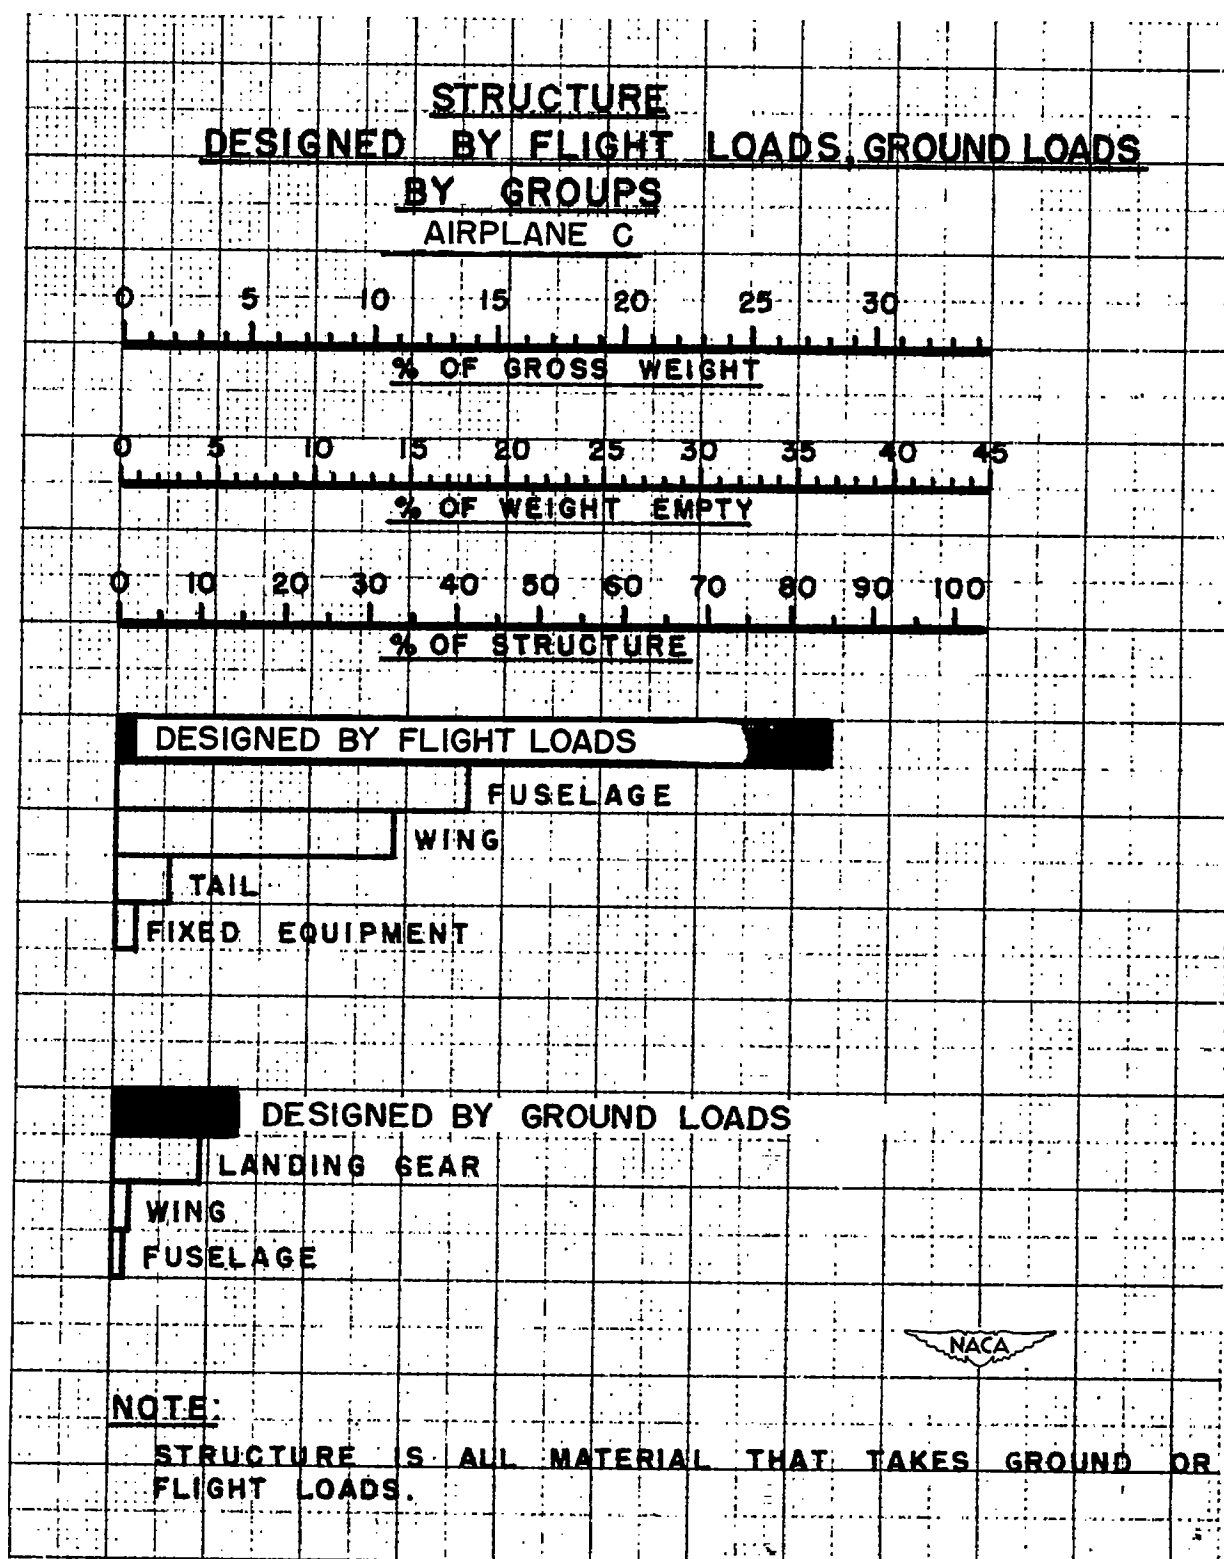 STRUCTURE
DESIGNED BY FLIGHT LOADS, GROUND LOADS
BY GROUPS
AIRPLANE C
0 5 10 15 20 25 30
% OF GROSS WEIGHT
0 5 10 15 20 25 30 35 40 45
% OF WEIGHT EMPTY
0 10 20 30 40 50 60 70 80 90 100
% OF STRUCTURE
DESIGNED BY FLIGHT LOADS
FUSELAGE
WING
TAIL
FIXED EQUIPMENT
DESIGNED BY GROUND LOADS
LANDING GEAR
WING
FUSELAGE
NACA
NOTE:
STRUCTURE IS ALL MATERIAL THAT TAKES GROUND OR
FLIGHT LOADS.